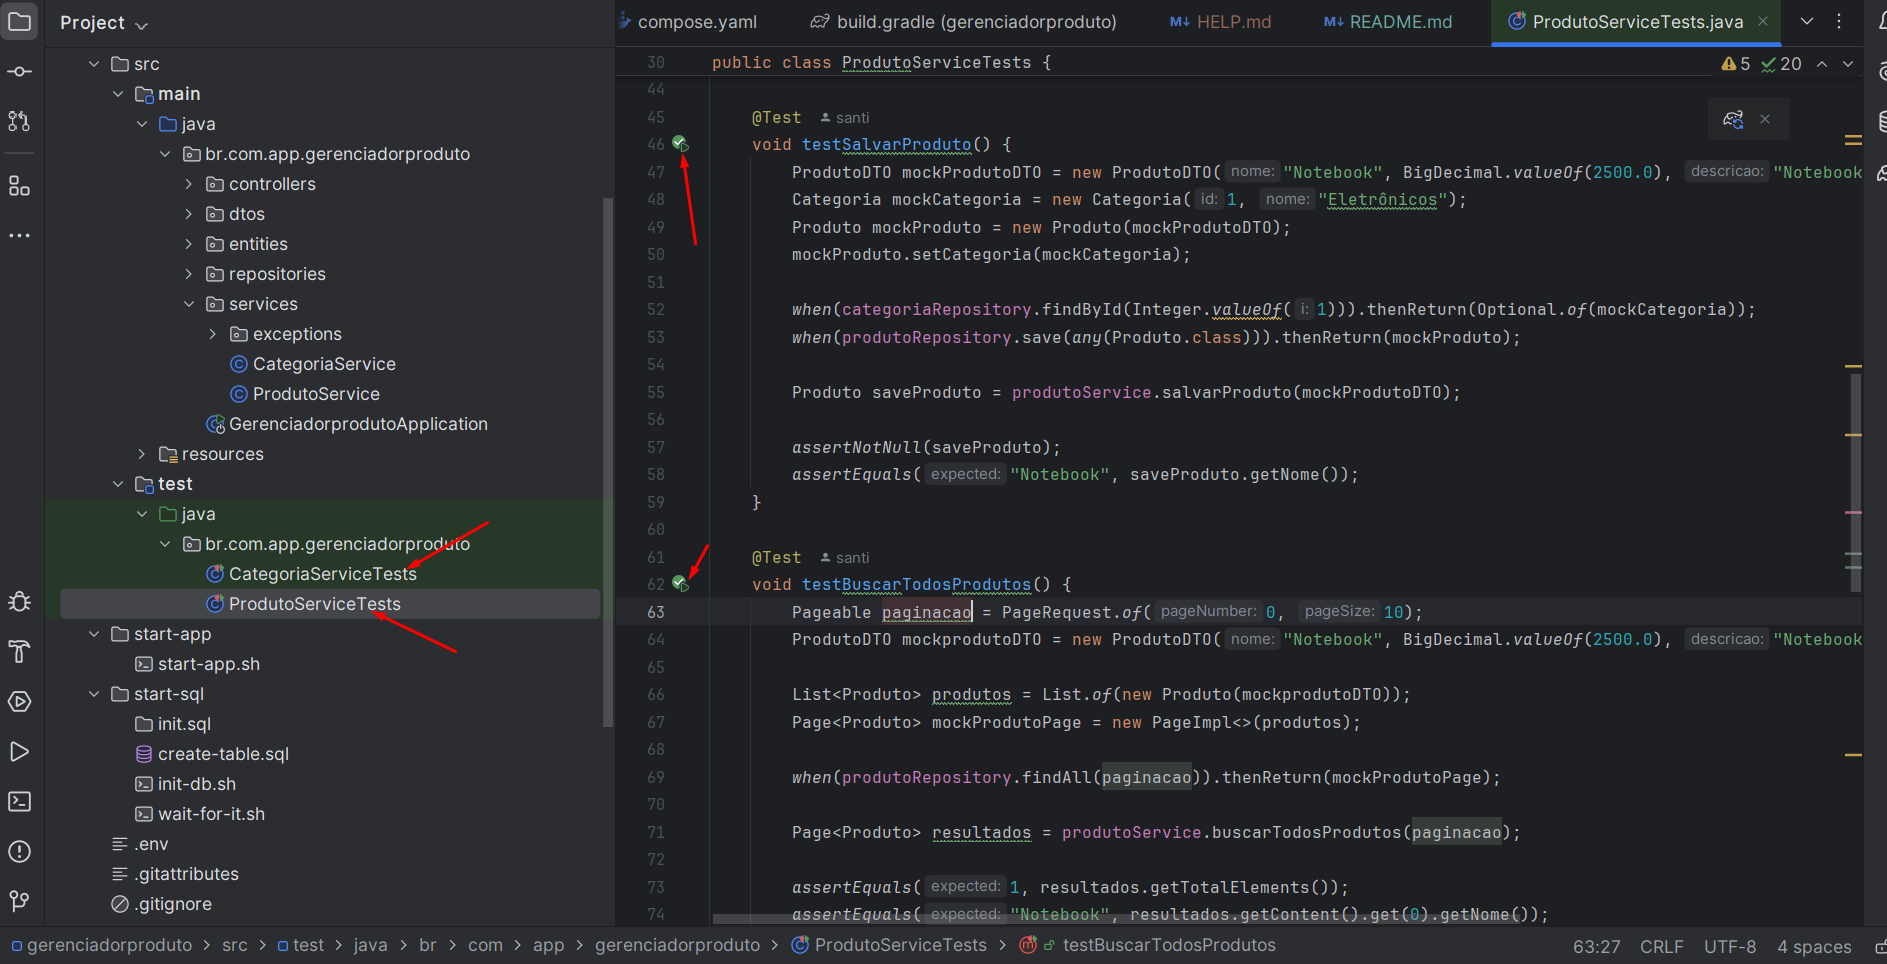 Project
src
main
java
br.com.app.gerenciadorproduto
controllers
dtos
entities
repositories
services
exceptions
CategoriaService
ProdutoService
GerenciadorprodutoApplication
resources
test
java
br.com.app.gerenciadorproduto
CategoriaServiceTests
ProdutoServiceTests
start-app
start-app.sh
start-sql
init.sql
create-table.sql
init-db.sh
wait-for-it.sh
.env
.gitattributes
.gitignore
compose.yaml build.gradle (gerenciadorproduto) M↓ HELP.md M↓ README.md ProdutoServiceTests.java
30 public class ProdutoServiceTests { 5 20
44
45 @Test santi
46 void testSalvarProduto() {
47 ProdutoDTO mockProdutoDTO = new ProdutoDTO( nome: "Notebook", BigDecimal.valueOf(2500.0), descricao: "Notebook
48 Categoria mockCategoria = new Categoria( id: 1, nome: "Eletrônicos");
49 Produto mockProduto = new Produto(mockProdutoDTO);
50 mockProduto.setCategoria(mockCategoria);
51
52 when(categoriaRepository.findById(Integer.valueOf( i: 1))).thenReturn(Optional.of(mockCategoria));
53 when(produtoRepository.save(any(Produto.class))).thenReturn(mockProduto);
54
55 Produto saveProduto = produtoService.salvarProduto(mockProdutoDTO);
56
57 assertNotNull(saveProduto);
58 assertEquals( expected: "Notebook", saveProduto.getNome());
59 }
60
61 @Test santi
62 void testBuscarTodosProdutos() {
63 Pageable paginacao = PageRequest.of( pageNumber: 0, pageSize: 10);
64 ProdutoDTO mockprodutoDTO = new ProdutoDTO( nome: "Notebook", BigDecimal.valueOf(2500.0), descricao: "Notebook
65
66 List<Produto> produtos = List.of(new Produto(mockprodutoDTO));
67 Page<Produto> mockProdutoPage = new PageImpl<>(produtos);
68
69 when(produtoRepository.findAll(paginacao)).thenReturn(mockProdutoPage);
70
71 Page<Produto> resultados = produtoService.buscarTodosProdutos(paginacao);
72
73 assertEquals( expected: 1, resultados.getTotalElements());
74 assertEquals( expected: "Notebook", resultados.getContent().get(0).getNome());
gerenciadorproduto > src > test > java > br > com > app > gerenciadorproduto > ProdutoServiceTests > testBuscarTodosProdutos 63:27 CRLF UTF-8 4 spaces